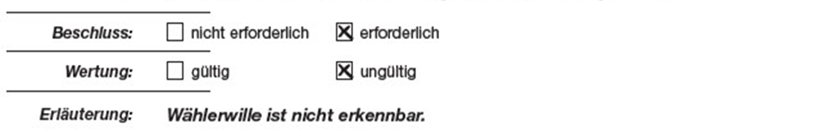 Beschluss: ☐ nicht erforderlich ☒ erforderlich
Wertung: ☐ gültig ☒ ungültig
Erläuterung: Wählerwille ist nicht erkennbar.